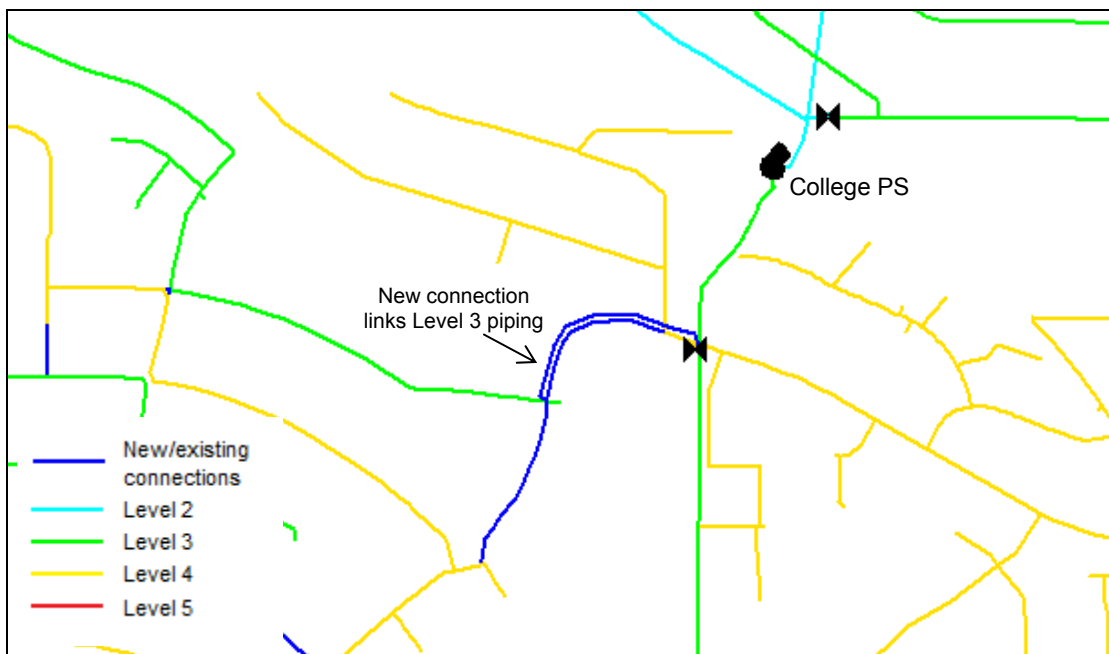 College PS
New connection
links Level 3 piping
New/existing
connections
Level 2
Level 3
Level 4
Level 5